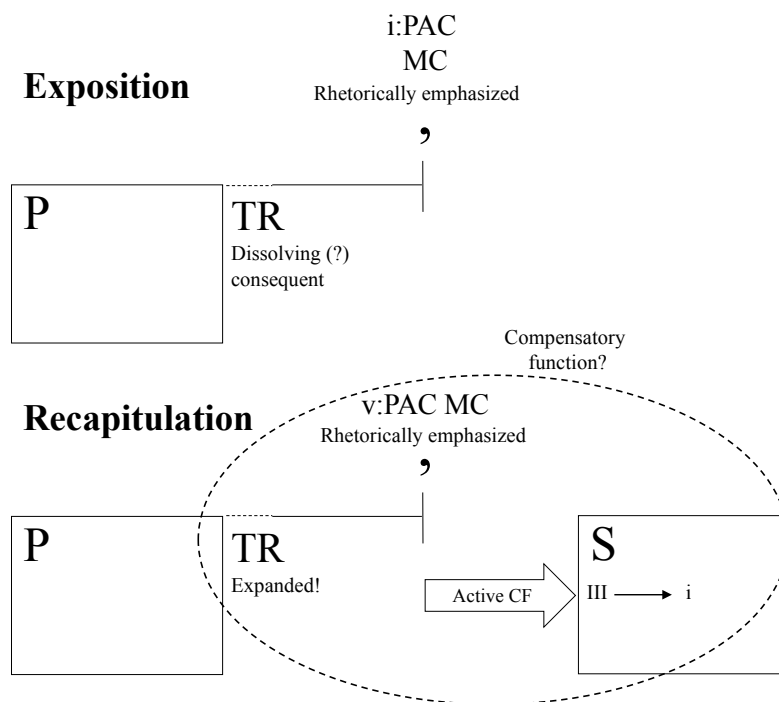 i:PAC
MC
Exposition
Rhetorically emphasized
,
P
TR
Dissolving (?)
consequent
Compensatory
function?
Recapitulation
v:PAC MC
Rhetorically emphasized
,
P
TR
Expanded!
Active CF
S
III i